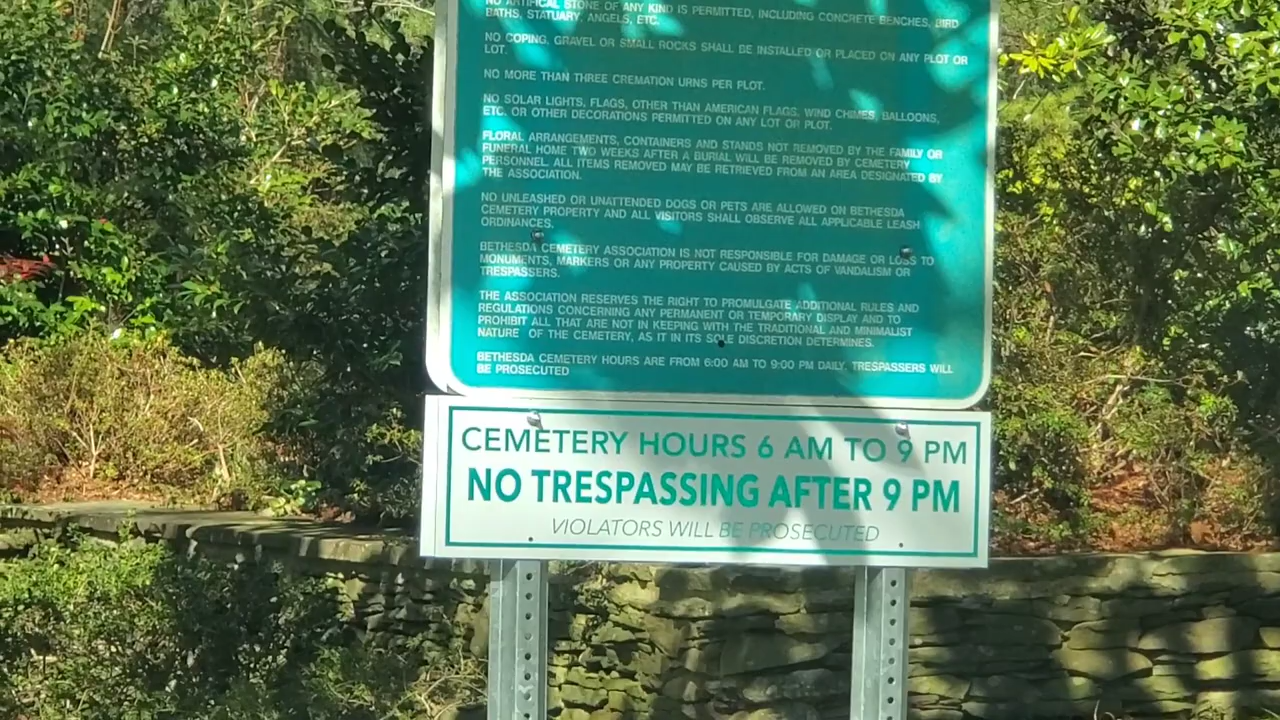 NO ARTIFICAL STONE OF ANY KIND IS PERMITTED, INCLUDING CONCRETE BENCHES, BIRD
BATHS, STATUARY, ANGELS, ETC.
NO COPING, GRAVEL OR SMALL ROCKS SHALL BE INSTALLED OR PLACED ON ANY PLOT OR
LOT.
NO MORE THAN THREE CREMATION URNS PER PLOT.
NO SOLAR LIGHTS, FLAGS, OTHER THAN AMERICAN FLAGS, WIND CHIMES, BALLOONS,
ETC. OR OTHER DECORATIONS PERMITTED ON ANY LOT OR PLOT.
FLORAL ARRANGEMENTS, CONTAINERS AND STANDS NOT REMOVED BY THE FAMILY OR
FUNERAL HOME TWO WEEKS AFTER A BURIAL WILL BE REMOVED BY CEMETERY
PERSONNEL. ALL ITEMS REMOVED MAY BE RETRIEVED FROM AN AREA DESIGNATED BY
THE ASSOCIATION.
NO UNLEASHED OR UNATTENDED DOGS OR PETS ARE ALLOWED ON BETHESDA
CEMETERY PROPERTY AND ALL VISITORS SHALL OBSERVE ALL APPLICABLE LEASH
ORDINANCES.
BETHESDA CEMETERY ASSOCIATION IS NOT RESPONSIBLE FOR DAMAGE OR LOSS TO
MONUMENTS, MARKERS OR ANY PROPERTY CAUSED BY ACTS OF VANDALISM OR
TRESPASSERS.
THE ASSOCIATION RESERVES THE RIGHT TO PROMULGATE ADDITIONAL RULES AND
REGULATIONS CONCERNING ANY PERMANENT OR TEMPORARY DISPLAY AND TO
PROHIBIT ALL THAT ARE NOT IN KEEPING WITH THE TRADITIONAL AND MINIMALIST
NATURE OF THE CEMETERY, AS IT IN ITS SOLE DISCRETION DETERMINES.
BETHESDA CEMETERY HOURS ARE FROM 6:00 AM TO 9:00 PM DAILY. TRESPASSERS WILL
BE PROSECUTED
CEMETERY HOURS 6 AM TO 9 PM
NO TRESPASSING AFTER 9 PM
VIOLATORS WILL BE PROSECUTED